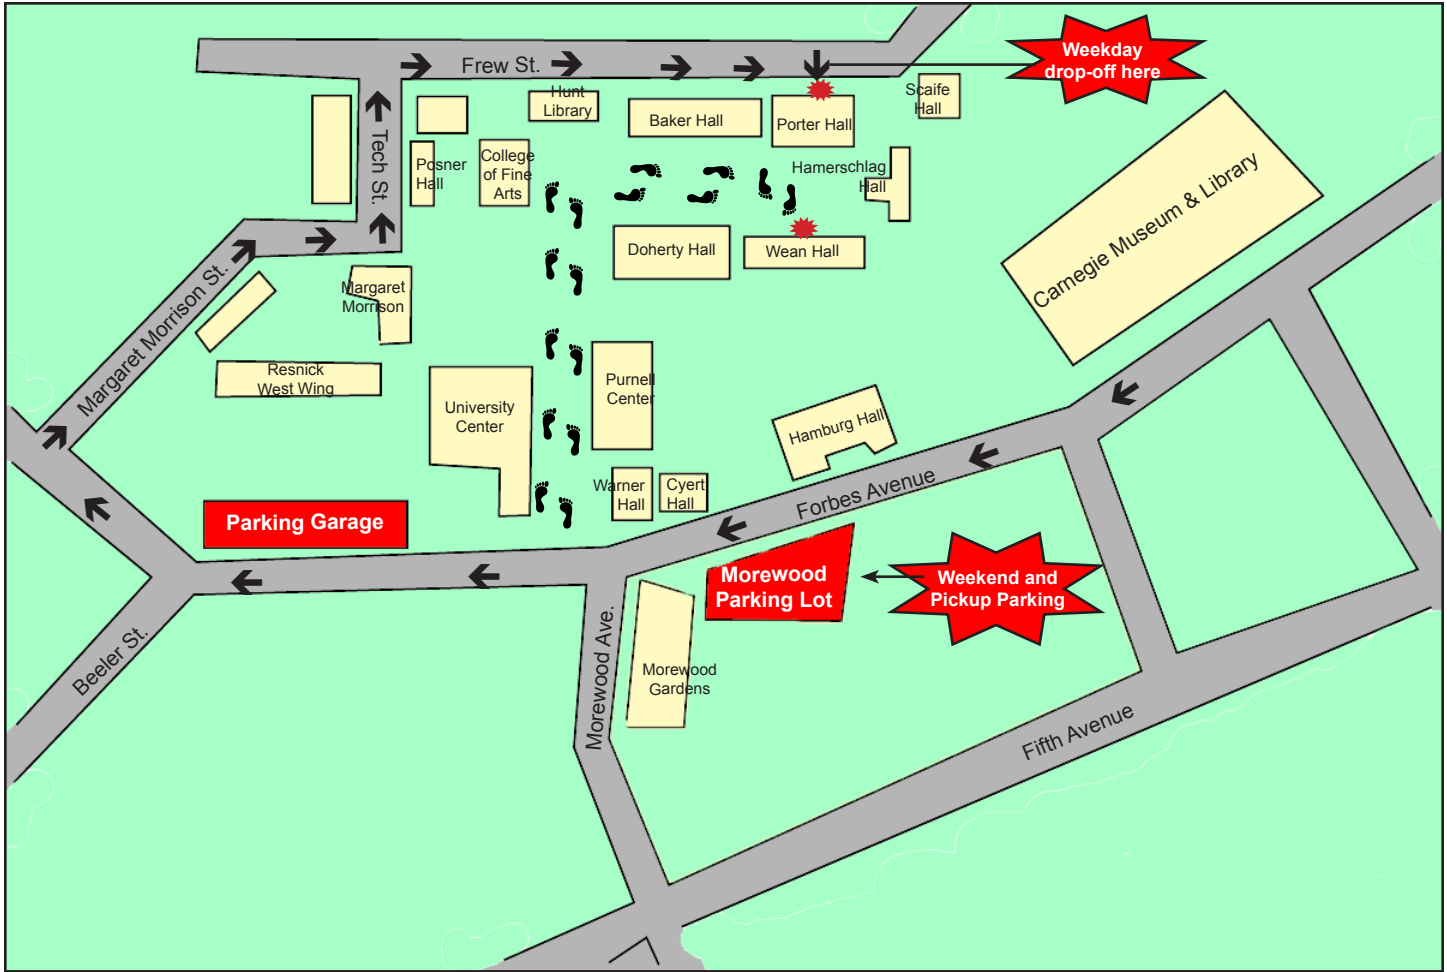 Weekday
drop-off here
Frew St.
Hunt
Library
Scaife
Hall
Baker Hall
Porter Hall
Tech St.
Posner
Hall
College
of Fine
Arts
Hamerschlag
Hall
Carnegie Museum & Library
Doherty Hall
Wean Hall
Margaret Morrison St.
Margaret
Morrison
Resnick
West Wing
University
Center
Purnell
Center
Hamburg Hall
Warner
Hall
Cyert
Hall
Forbes Avenue
Parking Garage
Morewood
Parking Lot
Weekend and
Pickup Parking
Beeler St.
Morewood Ave.
Morewood
Gardens
Fifth Avenue